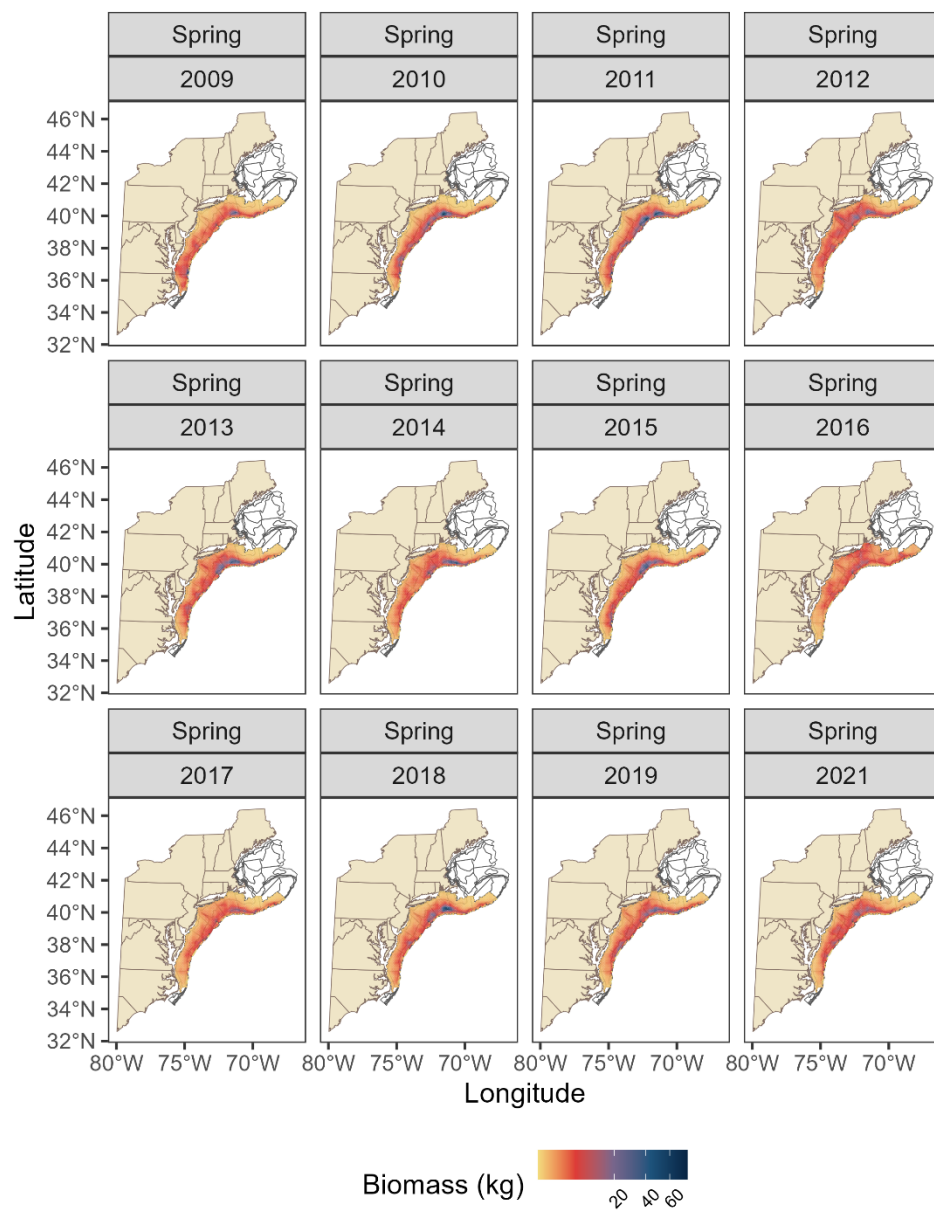 Spring Spring Spring Spring
2009 2010 2011 2012
46°N
44°N
42°N
40°N
38°N
36°N
34°N
32°N
Spring Spring Spring Spring
2013 2014 2015 2016
46°N
44°N
42°N
40°N
38°N
36°N
34°N
32°N
Latitude
Spring Spring Spring Spring
2017 2018 2019 2021
46°N
44°N
42°N
40°N
38°N
36°N
34°N
32°N
80°W 75°W 70°W 80°W 75°W 70°W 80°W 75°W 70°W 80°W 75°W 70°W
Longitude
Biomass (kg)
20 40 60